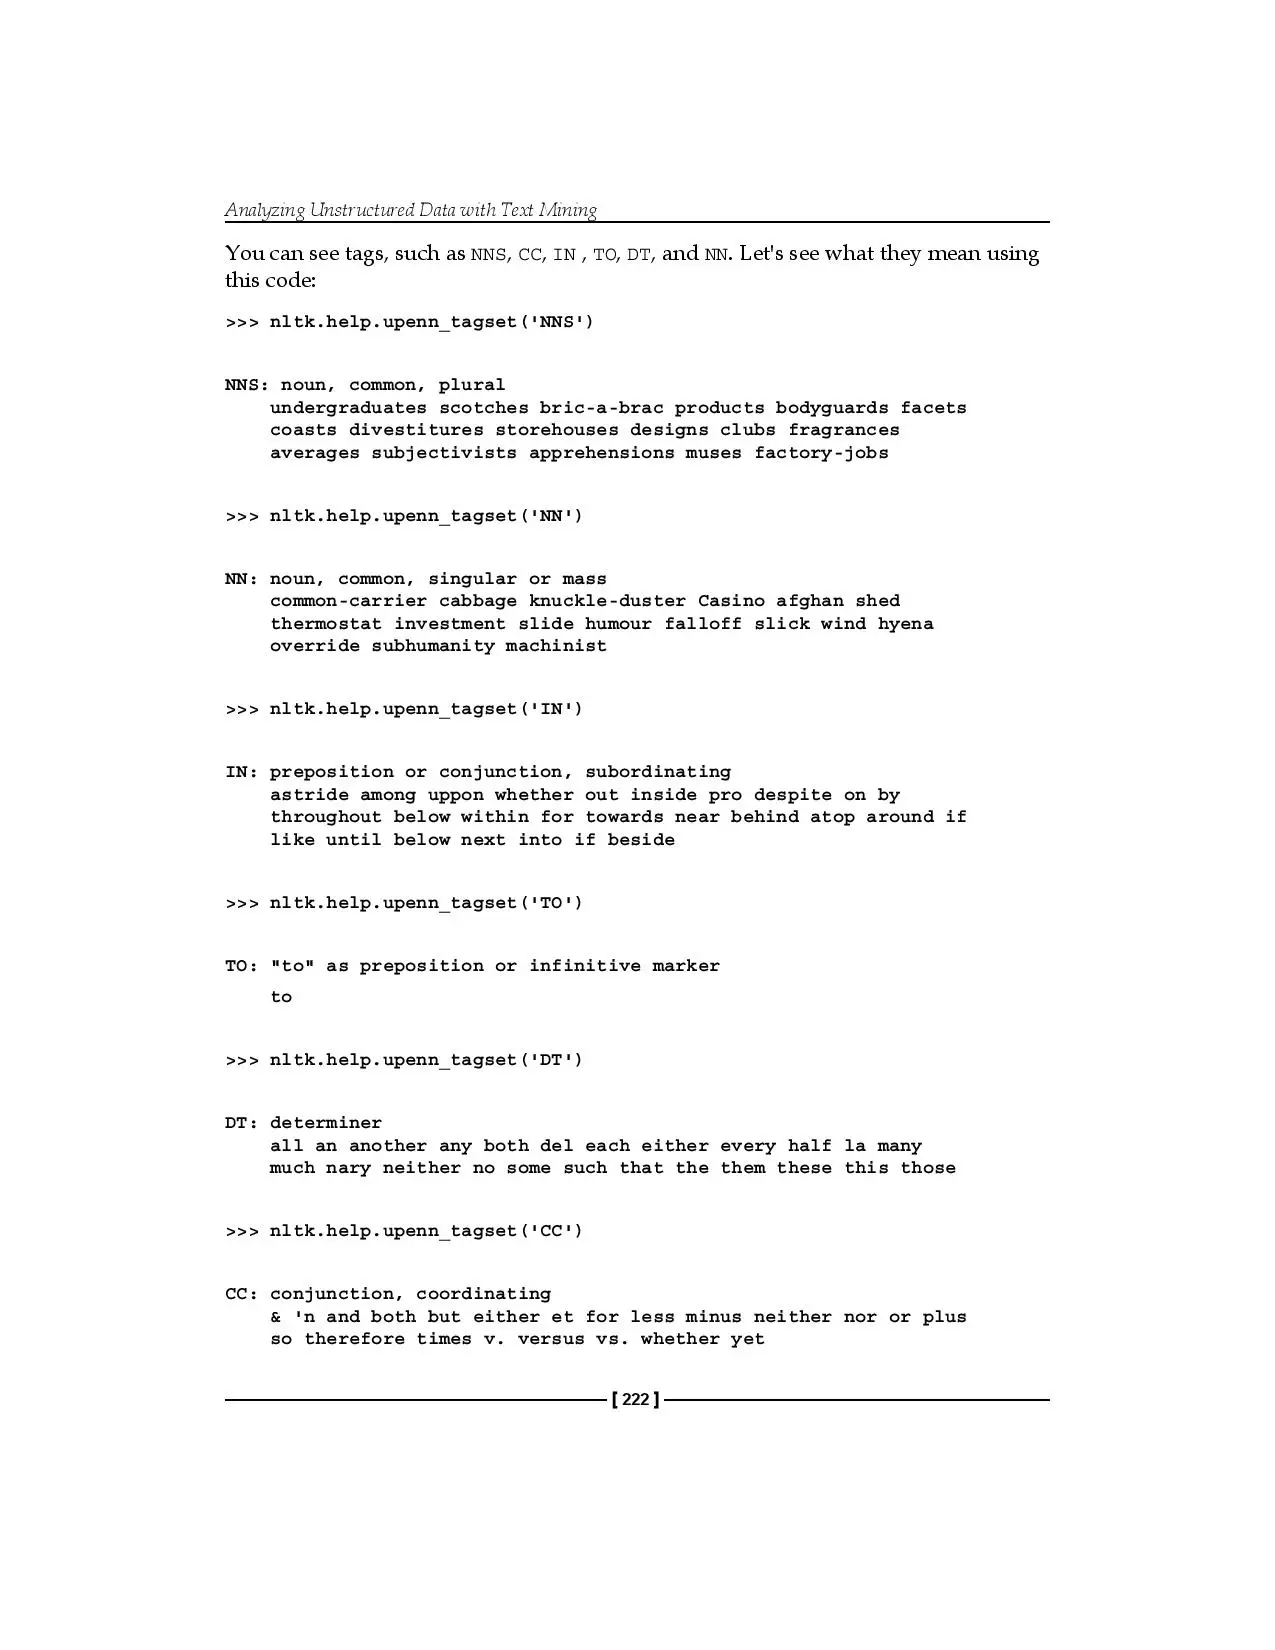 Analyzing Unstructured Data with Text Mining
You can see tags, such as NNS, CC, IN , TO, DT, and NN. Let's see what they mean using
this code:
>>> nltk.help.upenn_tagset('NNS')
NNS: noun, common, plural
undergraduates scotches bric-a-brac products bodyguards facets
coasts divestitures storehouses designs clubs fragrances
averages subjectivists apprehensions muses factory-jobs
>>> nltk.help.upenn_tagset('NN')
NN: noun, common, singular or mass
common-carrier cabbage knuckle-duster Casino afghan shed
thermostat investment slide humour falloff slick wind hyena
override subhumanity machinist
>>> nltk.help.upenn_tagset('IN')
IN: preposition or conjunction, subordinating
astride among uppon whether out inside pro despite on by
throughout below within for towards near behind atop around if
like until below next into if beside
>>> nltk.help.upenn_tagset('TO')
TO: "to" as preposition or infinitive marker
to
>>> nltk.help.upenn_tagset('DT')
DT: determiner
all an another any both del each either every half la many
much nary neither no some such that the them these this those
>>> nltk.help.upenn_tagset('CC')
CC: conjunction, coordinating
& 'n and both but either et for less minus neither nor or plus
so therefore times v. versus vs. whether yet
[ 222 ]